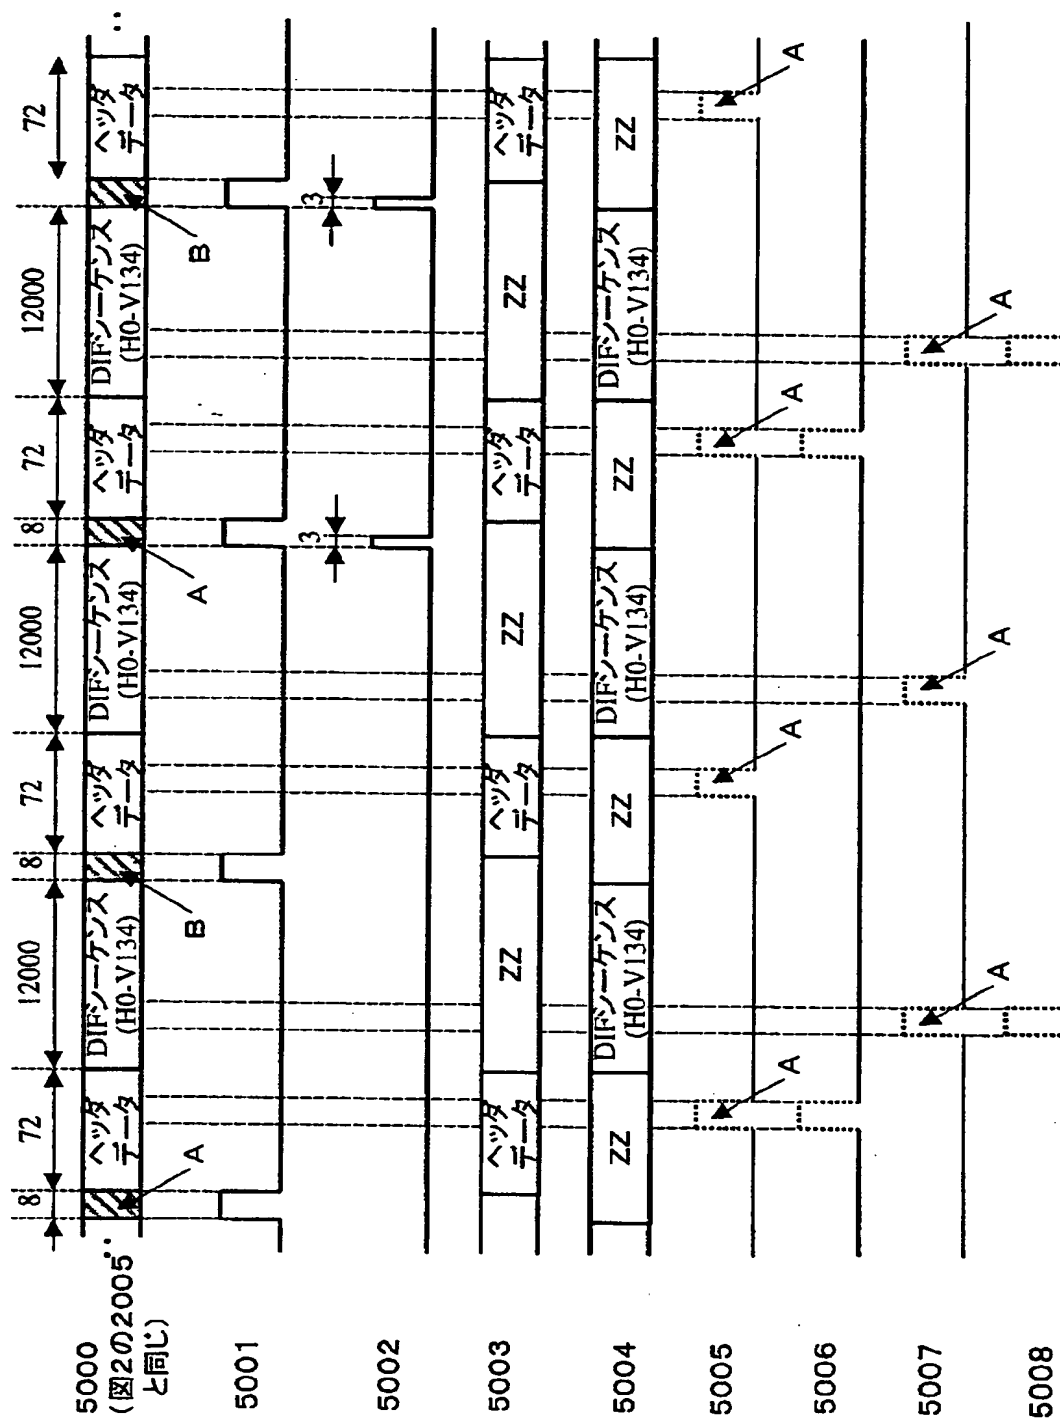 8 72 12000 8 72 12000 8 72 12000 72
5000
(図2の2005
と同じ)
‥
ヘッダ
データ
DIFシーケンス
(H0-V134)
ヘッダ
データ
DIFシーケンス
(H0-V134)
ヘッダ
データ
DIFシーケンス
(H0-V134)
ヘッダ
データ
‥
A
B
A
B
5001
5002
3
3
5003
ヘッダ
データ
ZZ
ヘッダ
データ
ZZ
ヘッダ
データ
ZZ
ヘッダ
データ
5004
ZZ
DIFシーケンス
(H0-V134)
ZZ
DIFシーケンス
(H0-V134)
ZZ
DIFシーケンス
(H0-V134)
ZZ
5005
A
A
A
A
5006
5007
A
A
A
5008